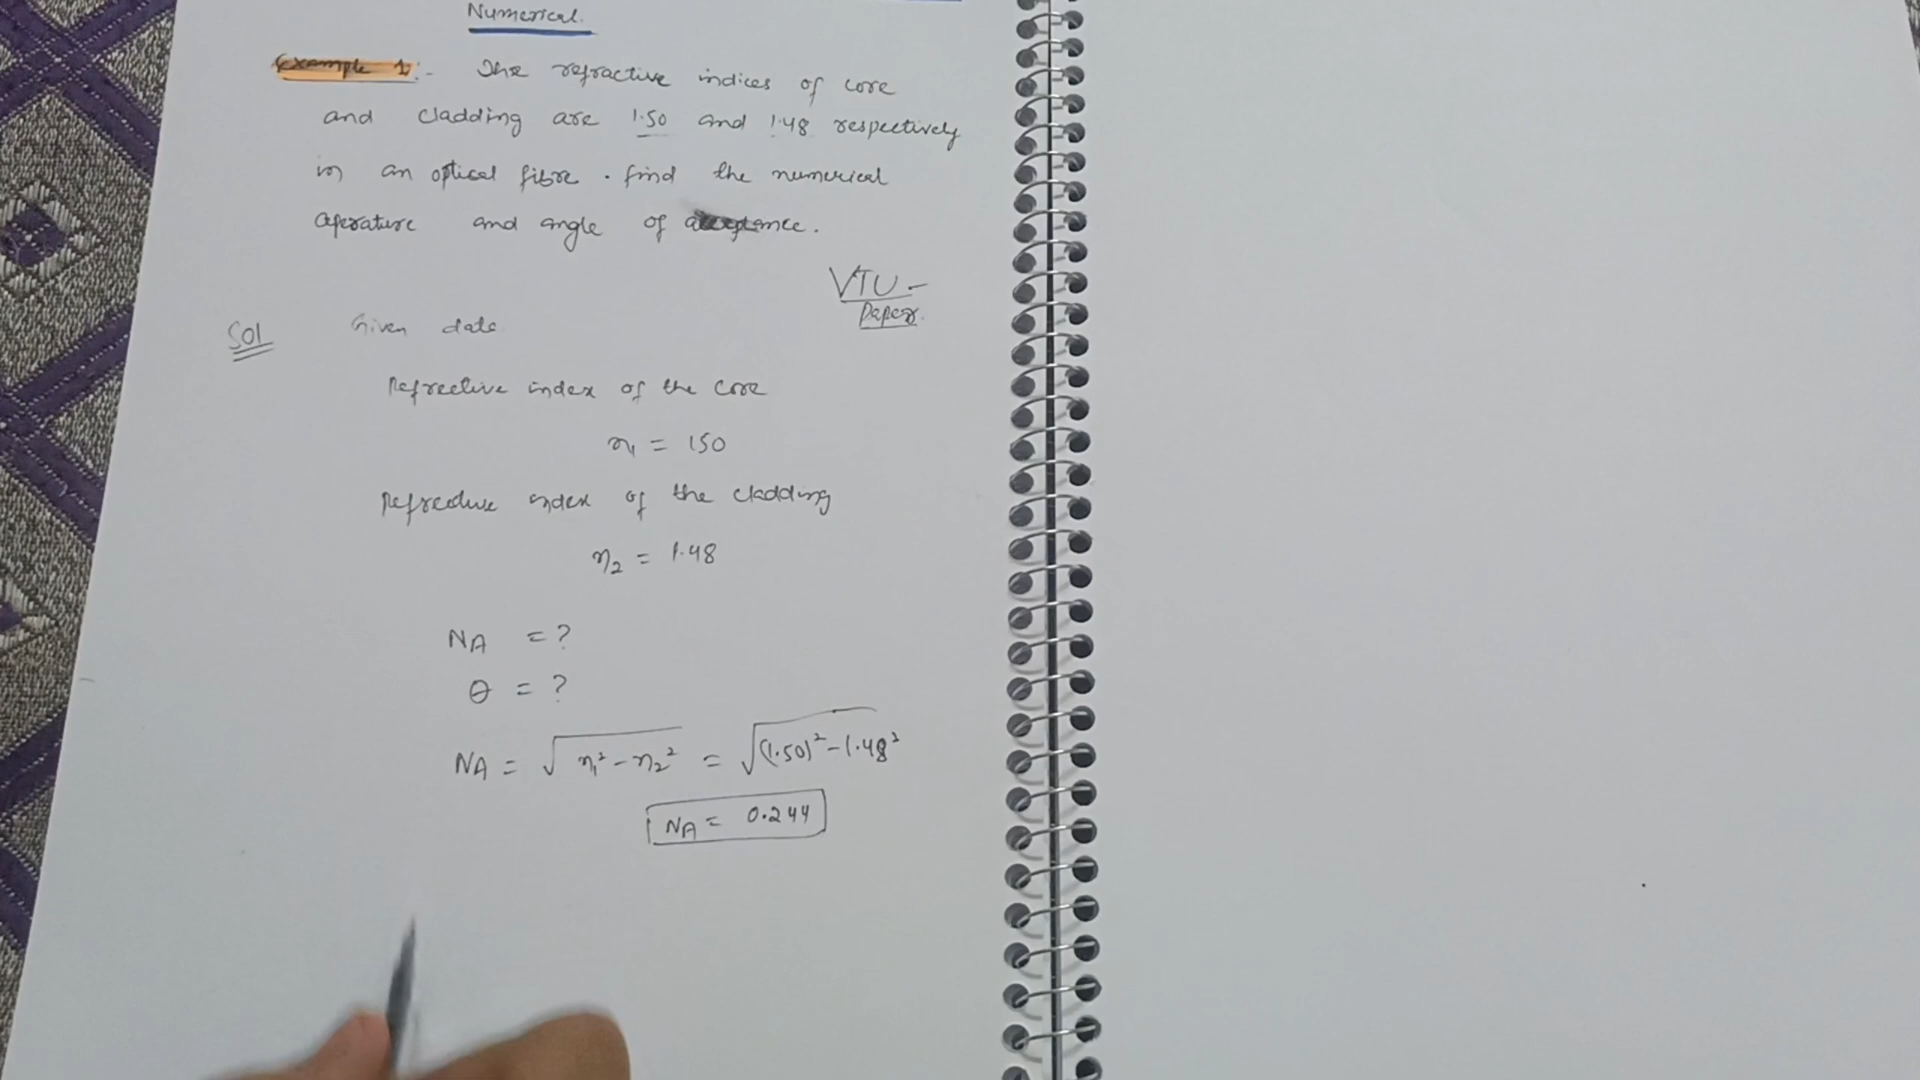 Numerical.
Example 1:- The refractive indices of core
and cladding are 1.50 and 1.48 respectively
in an optical fibre. find the numerical
aperature and angle of acceptance.
VTU-
Paper.
Sol Given data
Refractive index of the core
n₁ = 150
Refractive index of the cladding
n₂ = 1.48
NA = ?
θ = ?
NA = √n₁² - n₂² = √(1.50)² - 1.48²
NA = 0.244